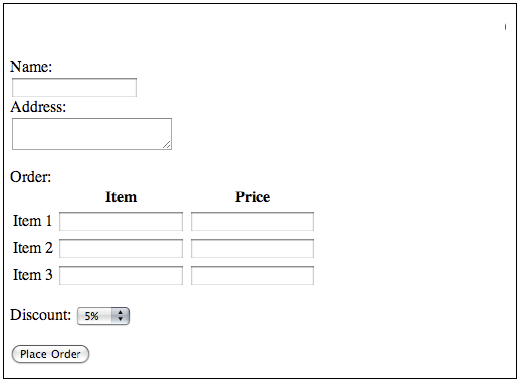 Name:
Address:
Order:
Item Price
Item 1
Item 2
Item 3
Discount: 5%
Place Order